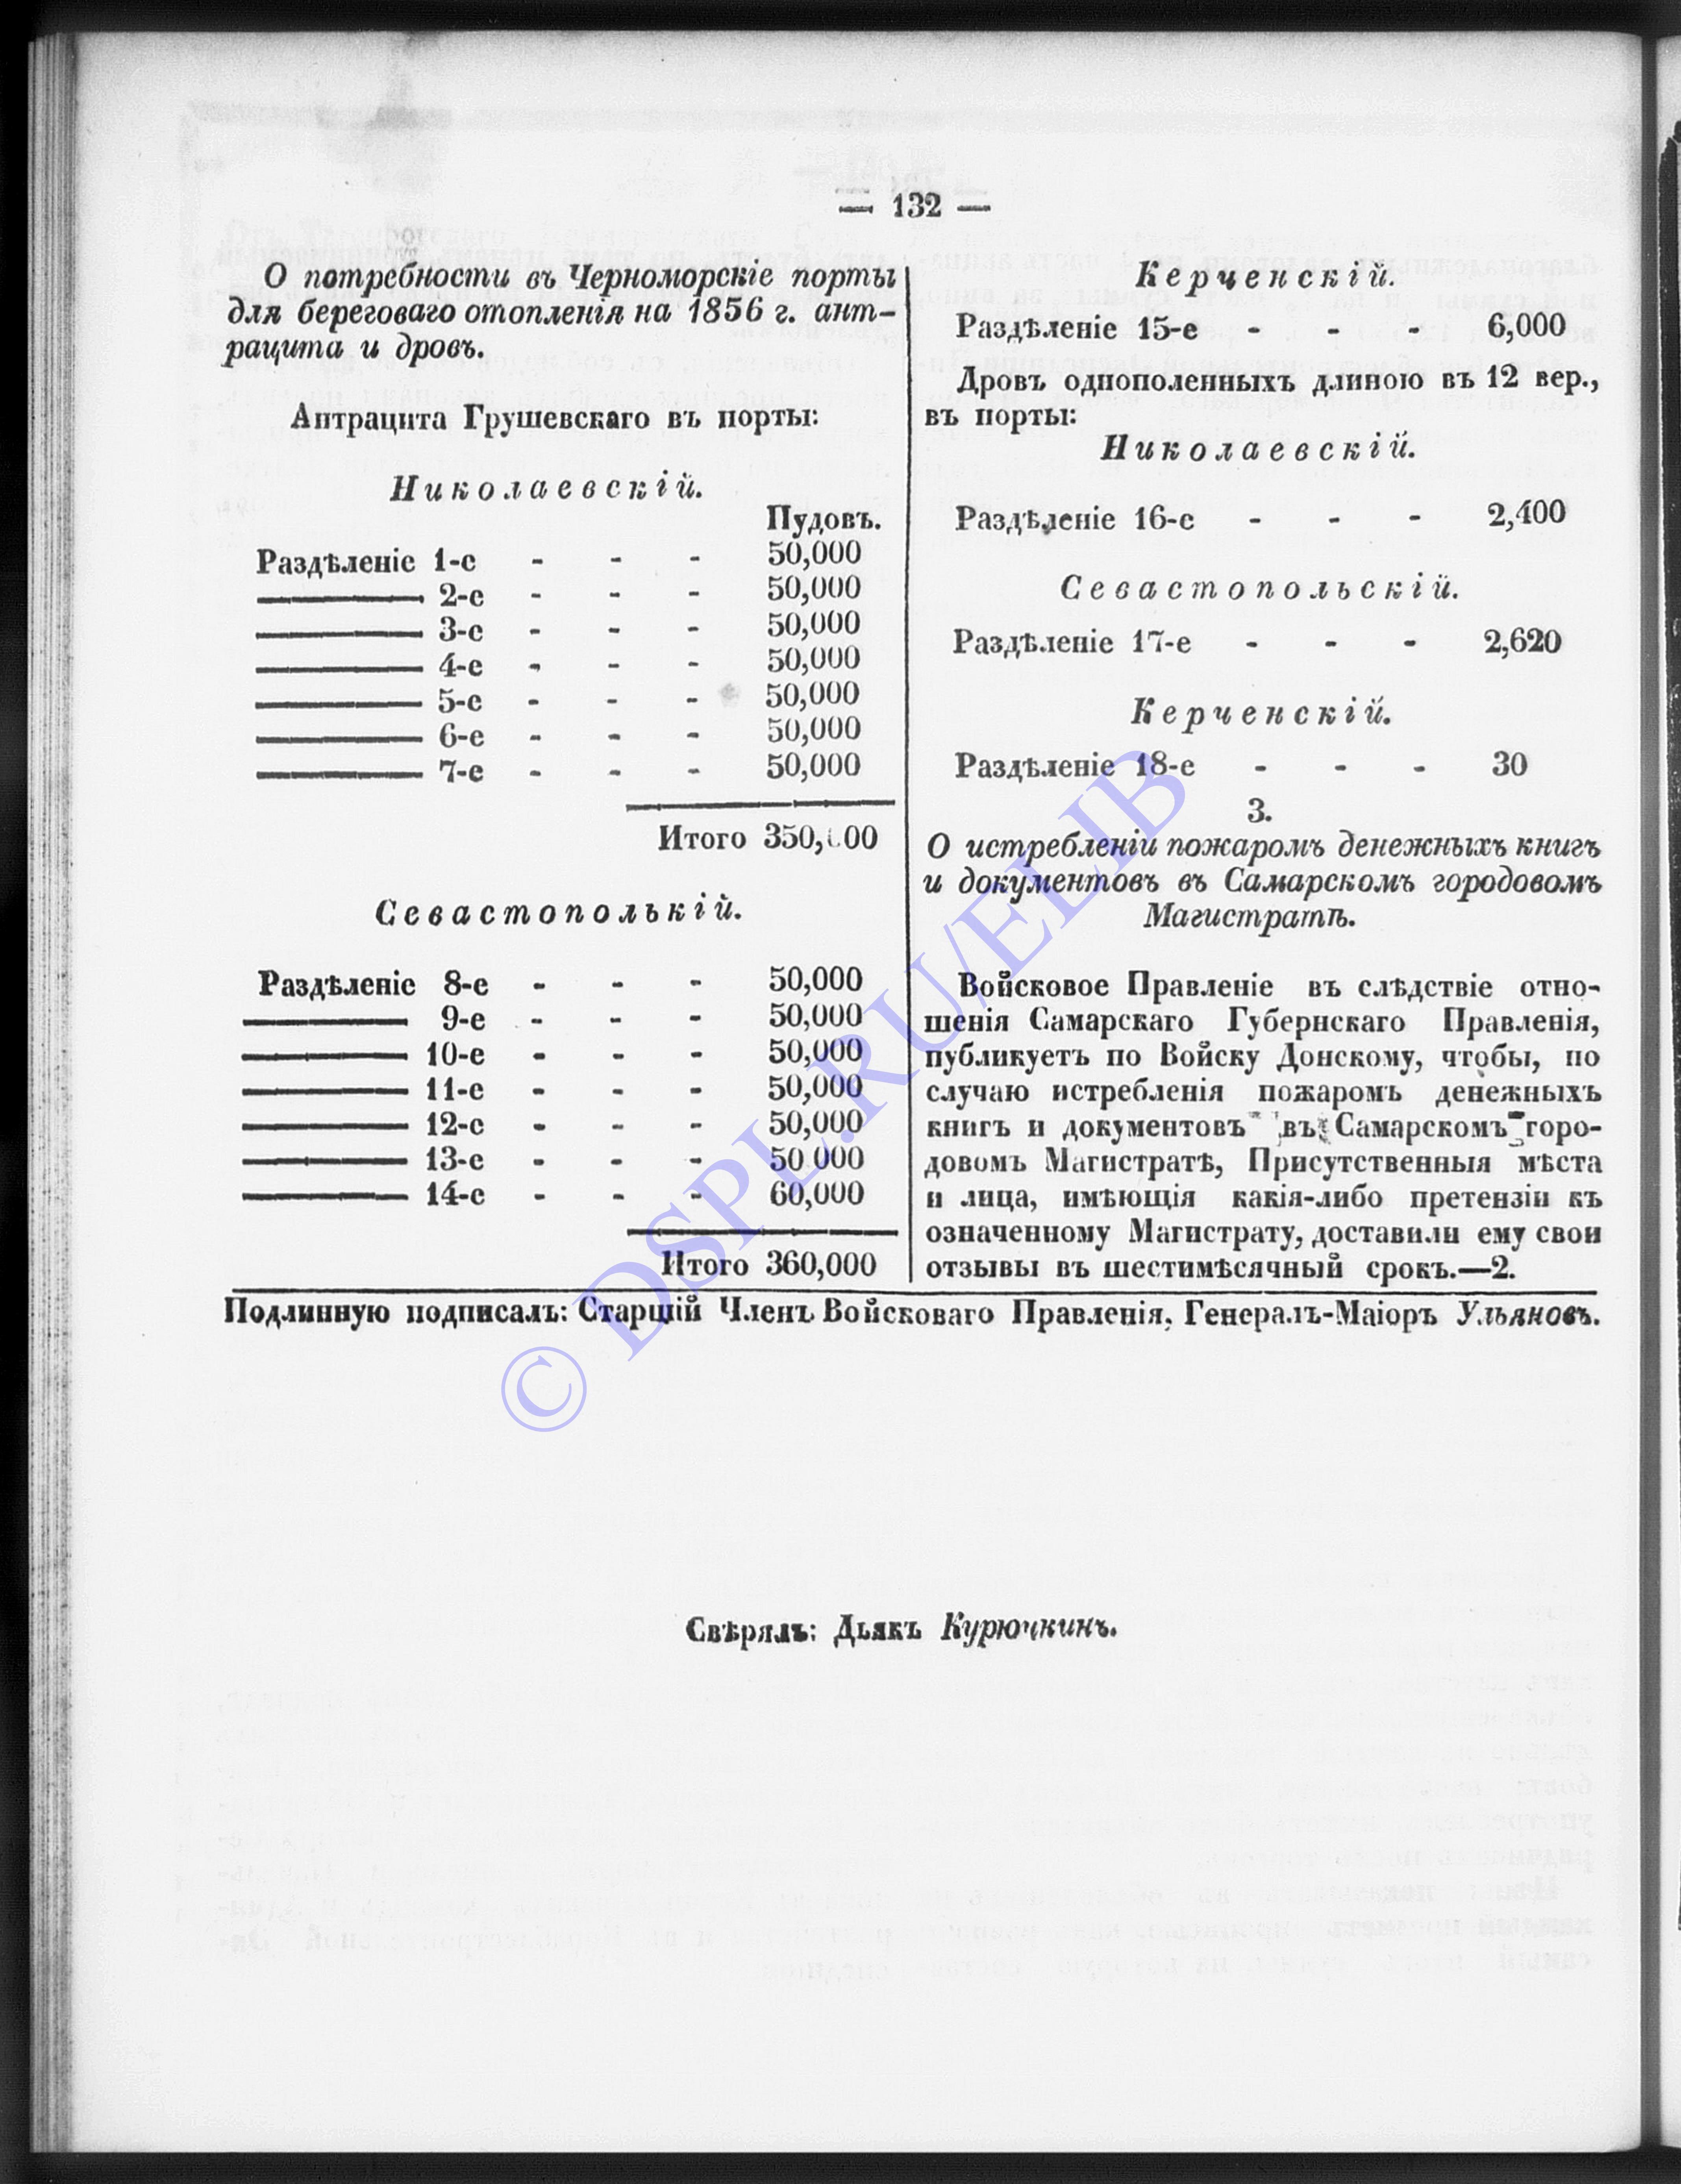 — 132 —
О потребности въ Черноморскіе порты
для береговаго отопленія на 1856 г. ант-
рацита и дровъ.
Антрацита Грушевскаго въ порты:
Николаевскій.
Пудовъ.
Раздѣленіе 1-е - - - 50,000
——— 2-е - - - 50,000
——— 3-е - - - 50,000
——— 4-е - - - 50,000
——— 5-е - - - 50,000
——— 6-е - - - 50,000
——— 7-е - - - 50,000
Итого 350,000
Севастополькій.
Раздѣленіе 8-е - - - 50,000
——— 9-е - - - 50,000
——— 10-е - - - 50,000
——— 11-е - - - 50,000
——— 12-е - - - 50,000
——— 13-е - - - 50 000
——— 14-е - - - 60,000
Итого 360,000
Керченскій.
Раздѣленіе 15-е - - - 6,000
Дровъ однополенныхъ длиною въ 12 вер.,
въ порты:
Николаевскій.
Раздѣленіе 16-е - - - 2,400
Севастопольскій.
Раздѣленіе 17-е - - - 2,620
Керченскій.
Раздѣленіе 18-е - - - 30
3.
О истребленіи пожаромъ денежныхъ книгъ
и документовъ въ Самарскомъ городовомъ
Магистратѣ.
Войсковое Правленіе въ слѣдствіе отно-
шенія Самарскаго Губернскаго Правленія,
публикуетъ по Войску Донскому, чтобы, по
случаю истребленія пожаромъ денежныхъ
книгъ и документовъ въ Самарскомъ горо-
довомъ Магистратѣ, Присутственныя мѣста
и лица, имѣющія какія-либо претензіи къ
означенному Магистрату, доставили ему свои
отзывы въ шестимѣсячный срокъ.—2.
Подлинную подписалъ: Старшій Членъ Войсковаго Правленія, Генералъ-Маіоръ Ульяновъ.
Свѣрялъ: Дьякъ Курючкинъ.
© DSPL.RU/ELIB